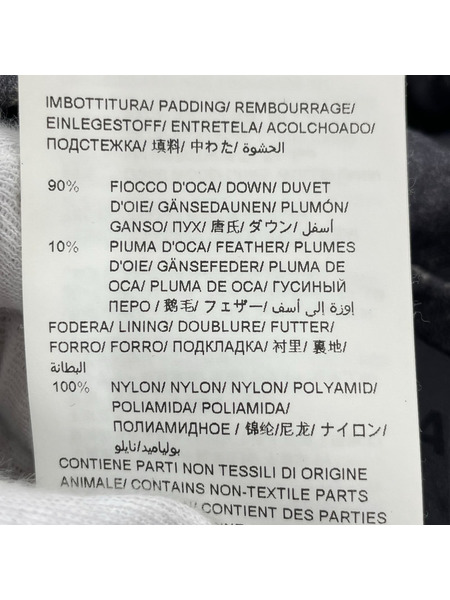 IMBOTTITURA/ PADDING/ REMBOURRAGE/
EINLEGESTOFF/ ENTRETELA/ ACOLCHOADO/
ПОДСТЕЖКА/ 填料/ 中わた/ الحشوة/
90% FIOCCO D'OCA/ DOWN/ DUVET
D'OIE/ GÄNSEDAUNEN/ PLUMÓN/
GANSO/ ПУХ/ 唐氏/ ダウン/ أسفل/
10% PIUMA D'OCA/ FEATHER/ PLUMES
D'OIE/ GÄNSEFEDER/ PLUMA DE
OCA/ PLUMA DE OCA/ ГУСИНЫЙ
ПЕРО / 鹅毛/ フェザー/ إوزة إلى أسف/
FODERA/ LINING/ DOUBLURE/ FUTTER/
FORRO/ FORRO/ ПОДКЛАДКА/ 衬里/ 裏地/
البطانة
100% NYLON/ NYLON/ NYLON/ POLYAMID/
POLIAMIDA/ POLIAMIDA/
ПОЛИАМИДНОЕ / 锦纶/尼龙/ ナイロン/
بولياميد/نايلو
CONTIENE PARTI NON TESSILI DI ORIGINE
ANIMALE/ CONTAINS NON-TEXTILE PARTS
/ CONTIENT DES PARTIES